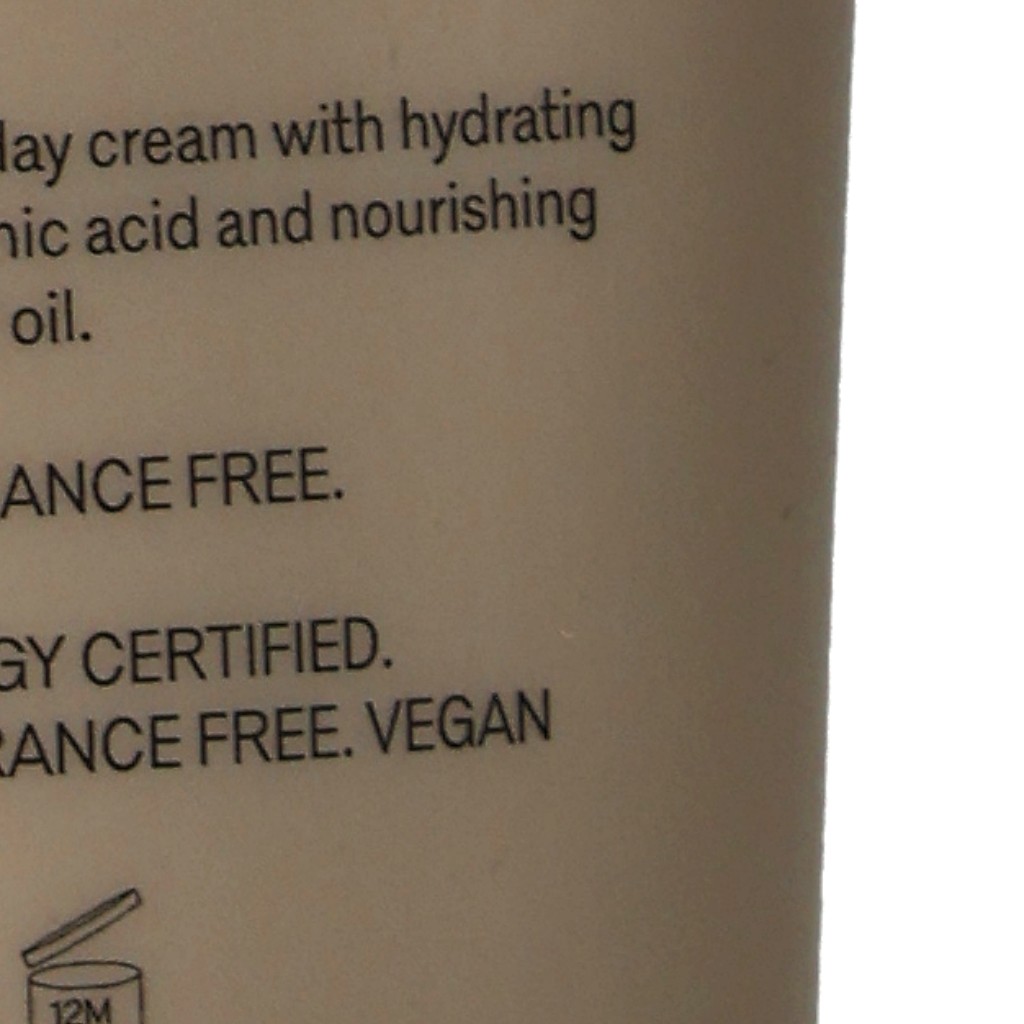 lay cream with hydrating
nic acid and nourishing
oil.
ANCE FREE.
GY CERTIFIED.
RANCE FREE. VEGAN
12M